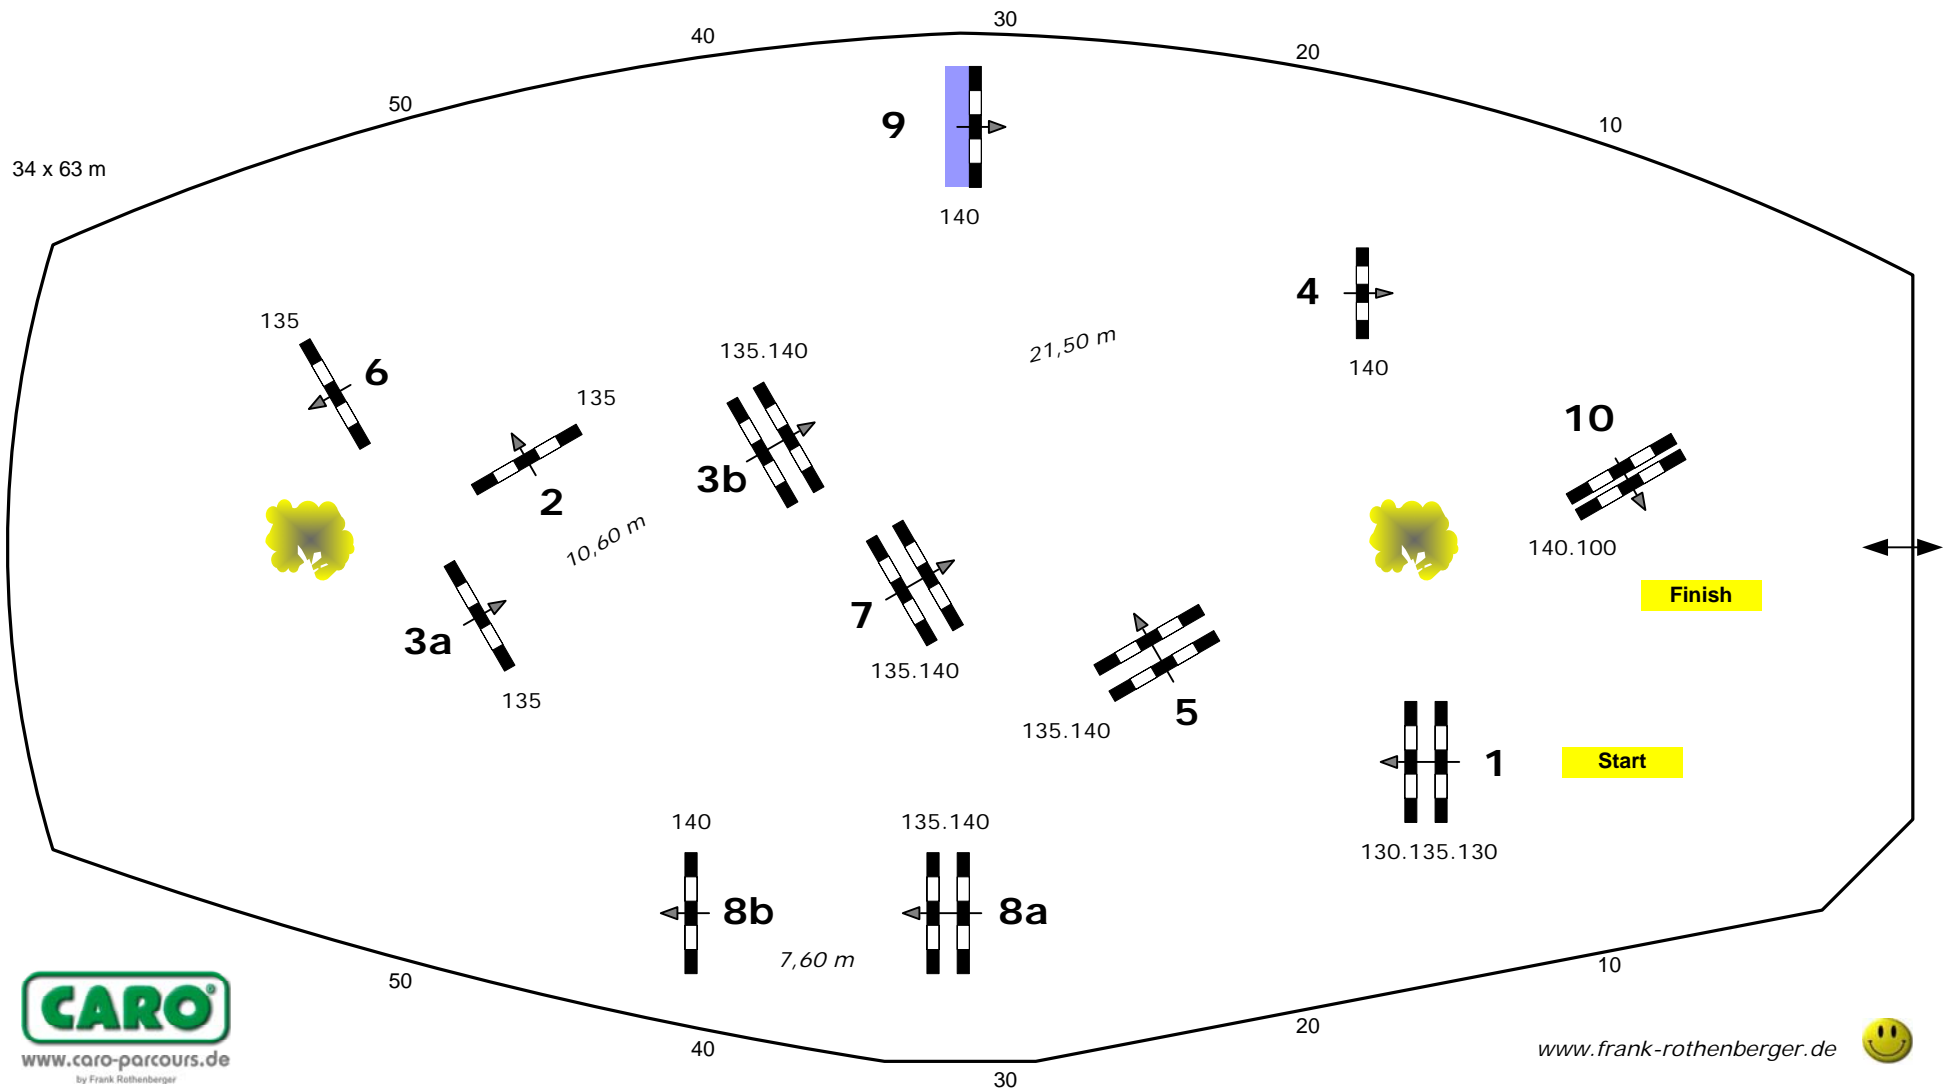 30
40
20
50
10
9
34 x 63 m
140
4
135
6
135.140
21,50 m
140
135
10
3b
2
10,60 m
140.100
Finish
7
3a
135.140
135
5
135.140
1
Start
140
135.140
130.135.130
8b
8a
7,60 m
50
10
CARO®
20
40
www.frank-rothenberger.de
www.caro-parcours.de
by Frank Rothenberger
30